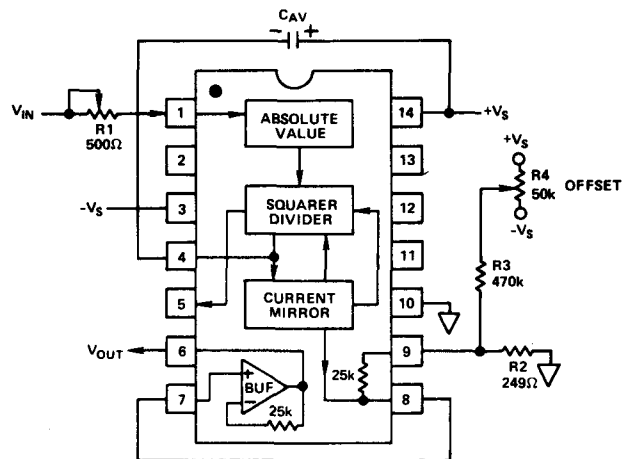 CAV
− +
VIN
R1
500Ω
1
2
3
4
5
6
7
14
13
12
11
10
9
8
ABSOLUTE
VALUE
SQUARER
DIVIDER
CURRENT
MIRROR
+VS
-VS
VOUT
+
BUF
−
25k
25k
+VS
R4
50k
OFFSET
-VS
R3
470k
R2
249Ω